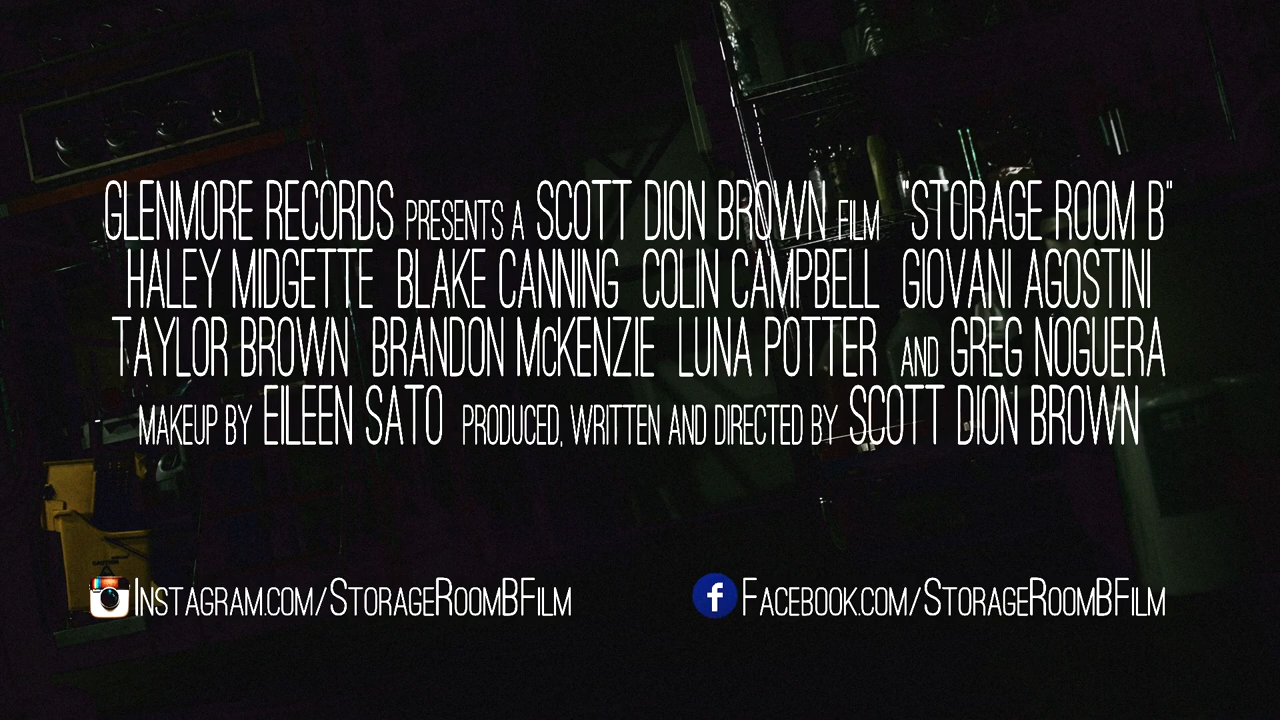 GLENMORE RECORDS PRESENTS A SCOTT DION BROWN FILM "STORAGE ROOM B"
HALEY MIDGETTE BLAKE CANNING COLIN CAMPBELL GIOVANI AGOSTINI
TAYLOR BROWN BRANDON McKENZIE LUNA POTTER AND GREG NOGUERA
MAKEUP BY EILEEN SATO PRODUCED, WRITTEN AND DIRECTED BY SCOTT DION BROWN
CAUTION
INSTAGRAM.COM/STORAGEROOMBFILM
FACEBOOK.COM/STORAGEROOMBFILM